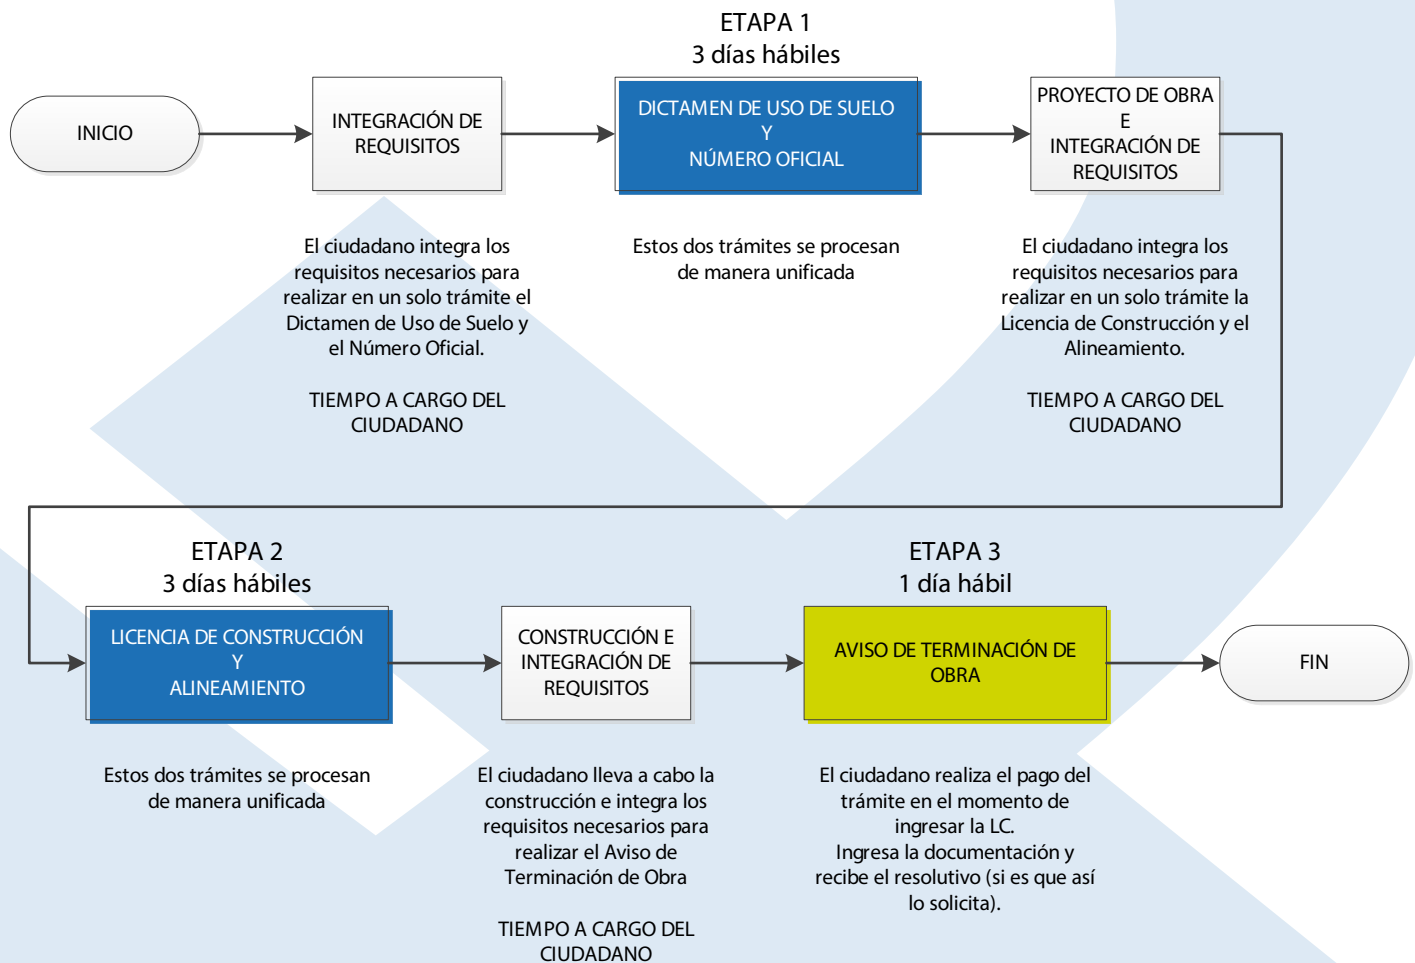 ETAPA 1
3 días hábiles
INICIO
INTEGRACIÓN DE
REQUISITOS
DICTAMEN DE USO DE SUELO
Y
NÚMERO OFICIAL
PROYECTO DE OBRA
E
INTEGRACIÓN DE
REQUISITOS
El ciudadano integra los
requisitos necesarios para
realizar en un solo trámite el
Dictamen de Uso de Suelo y
el Número Oficial.
TIEMPO A CARGO DEL
CIUDADANO
Estos dos trámites se procesan
de manera unificada
El ciudadano integra los
requisitos necesarios para
realizar en un solo trámite la
Licencia de Construcción y el
Alineamiento.
TIEMPO A CARGO DEL
CIUDADANO
ETAPA 2
3 días hábiles
ETAPA 3
1 día hábil
LICENCIA DE CONSTRUCCIÓN
Y
ALINEAMIENTO
CONSTRUCCIÓN E
INTEGRACIÓN DE
REQUISITOS
AVISO DE TERMINACIÓN DE
OBRA
FIN
Estos dos trámites se procesan
de manera unificada
El ciudadano lleva a cabo la
construcción e integra los
requisitos necesarios para
realizar el Aviso de
Terminación de Obra
TIEMPO A CARGO DEL
CIUDADANO
El ciudadano realiza el pago del
trámite en el momento de
ingresar la LC.
Ingresa la documentación y
recibe el resolutivo (si es que así
lo solicita).